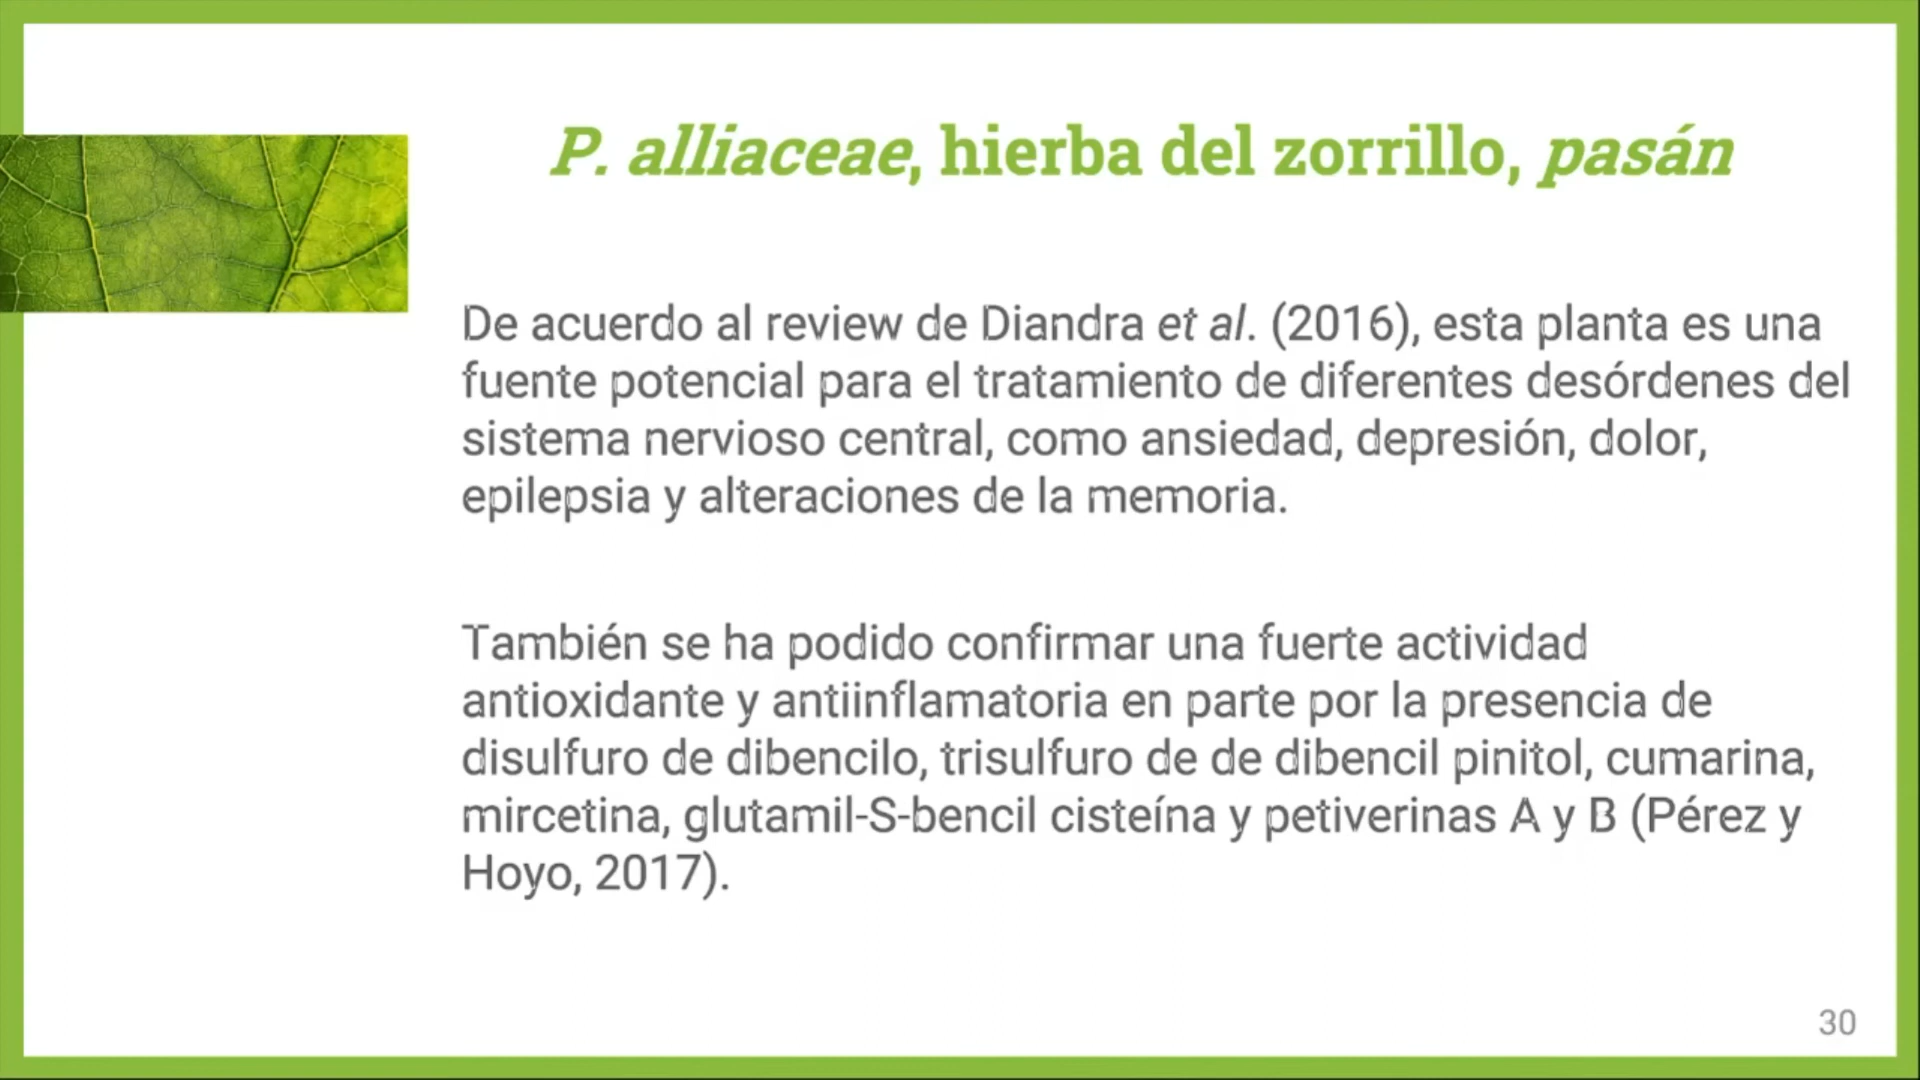 P. alliaceae, hierba del zorrillo, pasán
De acuerdo al review de Diandra et al. (2016), esta planta es una
fuente potencial para el tratamiento de diferentes desórdenes del
sistema nervioso central, como ansiedad, depresión, dolor,
epilepsia y alteraciones de la memoria.
También se ha podido confirmar una fuerte actividad
antioxidante y antiinflamatoria en parte por la presencia de
disulfuro de dibencilo, trisulfuro de de dibencil pinitol, cumarina,
mircetina, glutamil-S-bencil cisteína y petiverinas A y B (Pérez y
Hoyo, 2017).
30